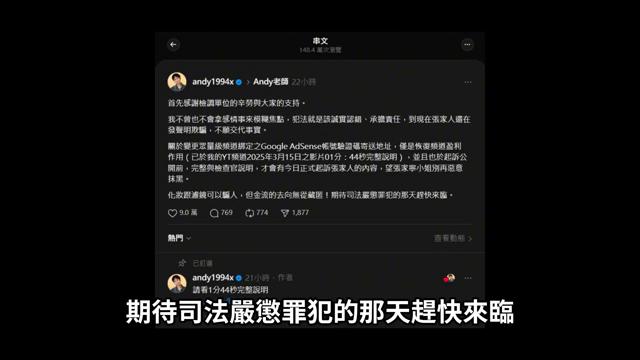 串文
148.4 萬次瀏覽
andy1994x > Andy老師 22小時
首先感謝檢調單位的辛勞與大家的支持。
我不曾也不會拿感情事來模糊焦點,犯法就是該誠實認錯、承擔責任,到現在張家人還在
發聲明欺騙,不願交代事實。
關於變更眾量級頻道綁定之Google AdSense帳號驗證碼寄送地址,僅是恢復頻道盈利
作用(已於我的YT頻道2025年3月15日之影片01分:44秒完整說明),並且也於起訴公
開前,完整與檢查官說明,才會有今日正式起訴張家人的內容,望張家寧小姐別再惡意
抹黑。
化妝跟濾鏡可以騙人,但金流的去向無從藏匿!期待司法嚴懲罪犯的那天趕快來臨。
9.0 萬 769 774 1,877
熱門 查看動態 >
已釘選
andy1994x 21小時 · 作者
請看1分44秒完整說明
期待司法嚴懲罪犯的那天趕快來臨